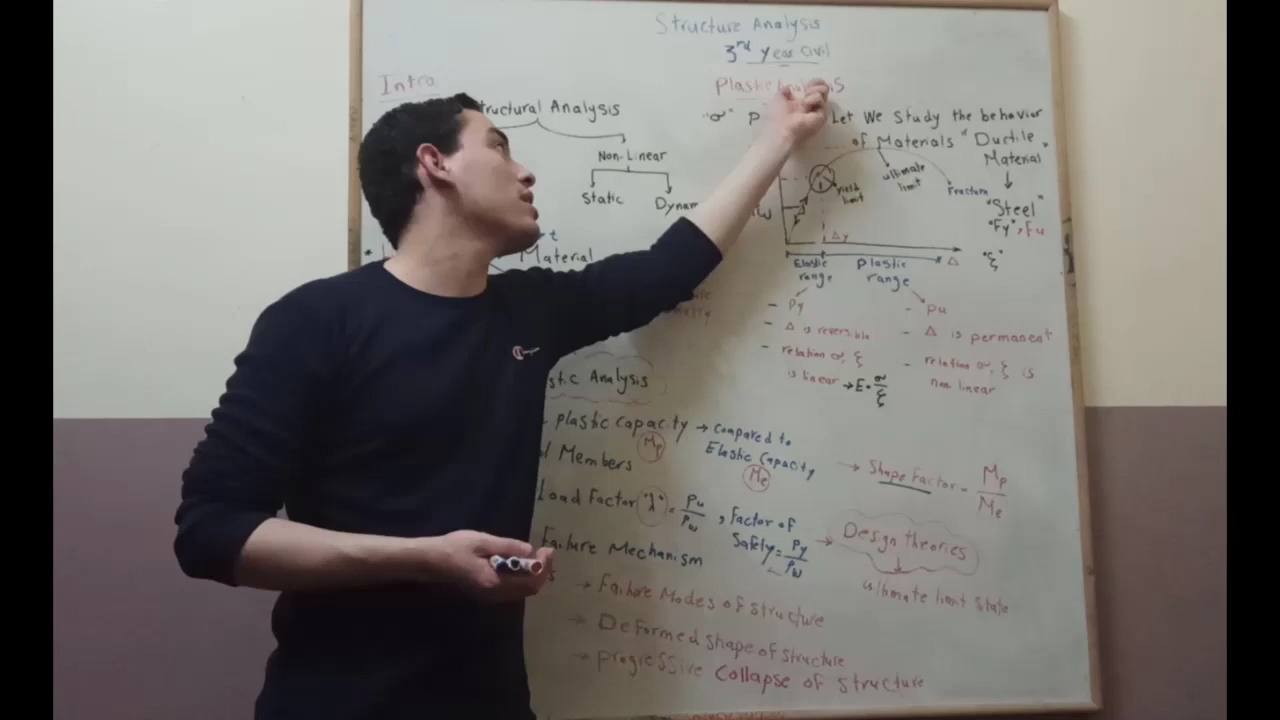 Structure Analysis
3rd Year Civil
Plastic Analysis
Intro
Structural Analysis
Non-Linear
Static
Dynam
t
Material
"σ" P
Let We Study the behavior
of Materials "Ductile
Material"
"Steel"
"Fy", Fu
yield
limit
ultimate
limit
Fracture
Δy
Δ
"ξ"
Elastic
range
Plastic
range
- Py
- Δ is reversible
- relation σ, ξ
is linear → E = σ/ξ
- Pu
- Δ is permanent
- relation σ, ξ is
non linear
stic Analysis
plastic capacity → compared to
Mp
Elastic Capacity
Me
Members
→ Shape Factor = Mp/Me
Load Factor "λ" = Pu/Pw, Factor of
Safety = Py/Pw
→ Design theories
ultimate limit state
Failure Mechanism
→ Failure Modes of structure
→ Deformed shape of structure
→ Progressive Collapse of structure